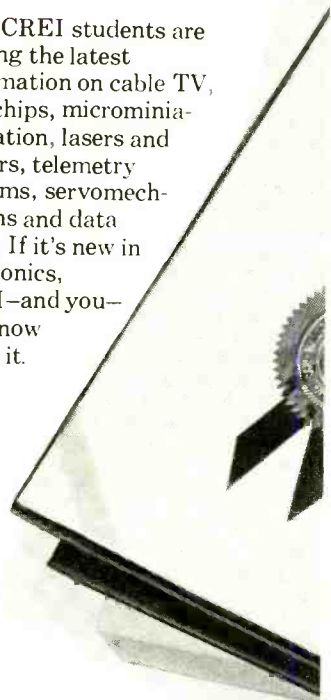 CREI students are
ng the latest
mation on cable TV,
chips, microminia-
ation, lasers and
rs, telemetry
ms, servomech-
ns and data
If it's new in
onics,
I–and you–
now
it.